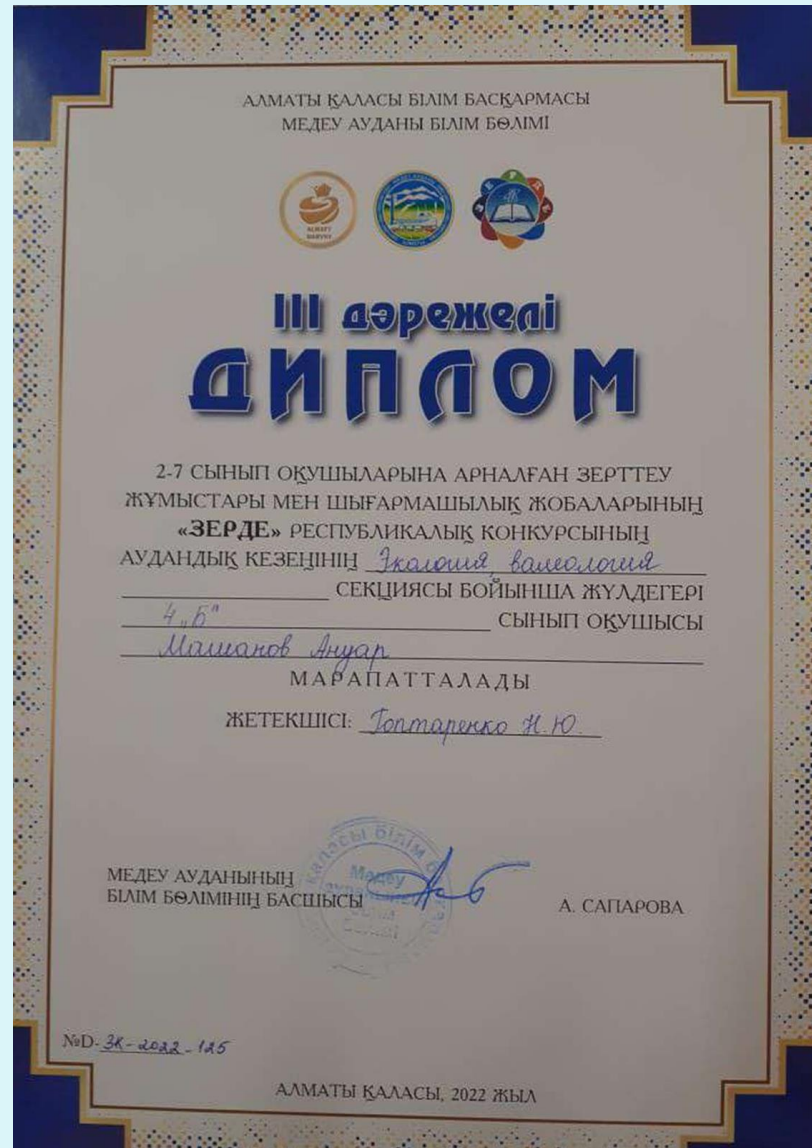 АЛМАТЫ ҚАЛАСЫ БІЛІМ БАСҚАРМАСЫ
МЕДЕУ АУДАНЫ БІЛІМ БӨЛІМІ
ЗЕРДЕ
III дәрежелі
ДИПЛОМ
2-7 СЫНЫП ОҚУШЫЛАРЫНА АРНАЛҒАН ЗЕРТТЕУ
ЖҰМЫСТАРЫ МЕН ШЫҒАРМАШЫЛЫҚ ЖОБАЛАРЫНЫҢ
«ЗЕРДЕ» РЕСПУБЛИКАЛЫҚ КОНКУРСЫНЫҢ
АУДАНДЫҚ КЕЗЕҢІНІҢ Экология, валеология
СЕКЦИЯСЫ БОЙЫНША ЖҮЛДЕГЕРІ
4 „Б" СЫНЫП ОҚУШЫСЫ
Машанов Ануар
МАРАПАТТАЛАДЫ
ЖЕТЕКШІСІ: Гоптаренко Н.Ю.
МЕДЕУ АУДАНЫНЫҢ
БІЛІМ БӨЛІМІНІҢ БАСШЫСЫ
А. САПАРОВА
№D-ЗК-2022-125
АЛМАТЫ ҚАЛАСЫ, 2022 ЖЫЛ